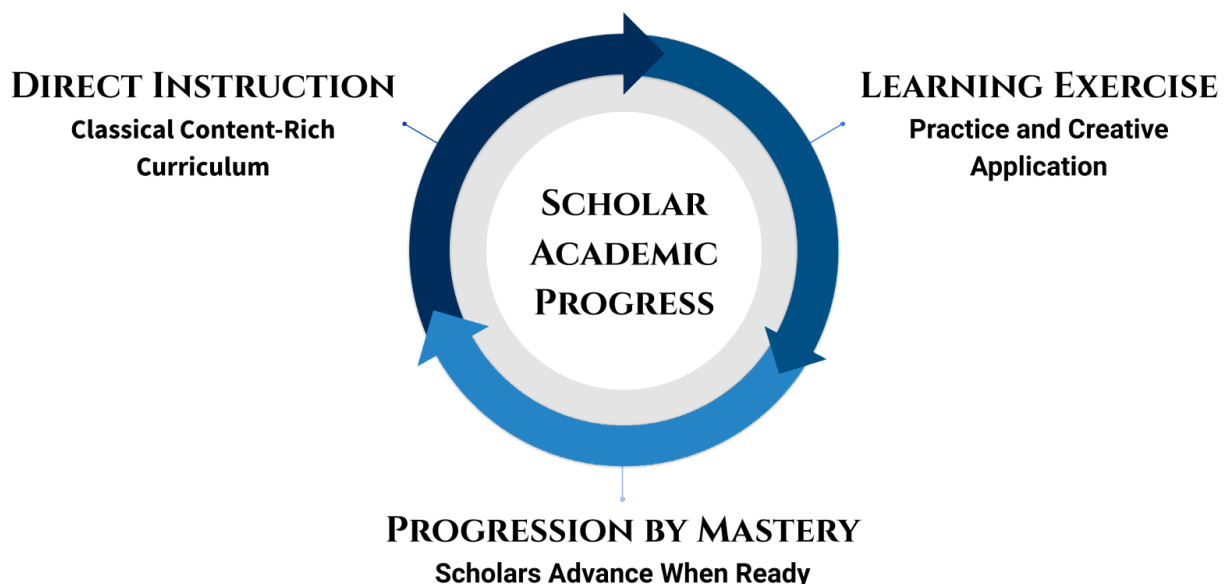 Direct Instruction
Classical Content-Rich
Curriculum
Learning Exercise
Practice and Creative
Application
Scholar
Academic
Progress
Progression by Mastery
Scholars Advance When Ready